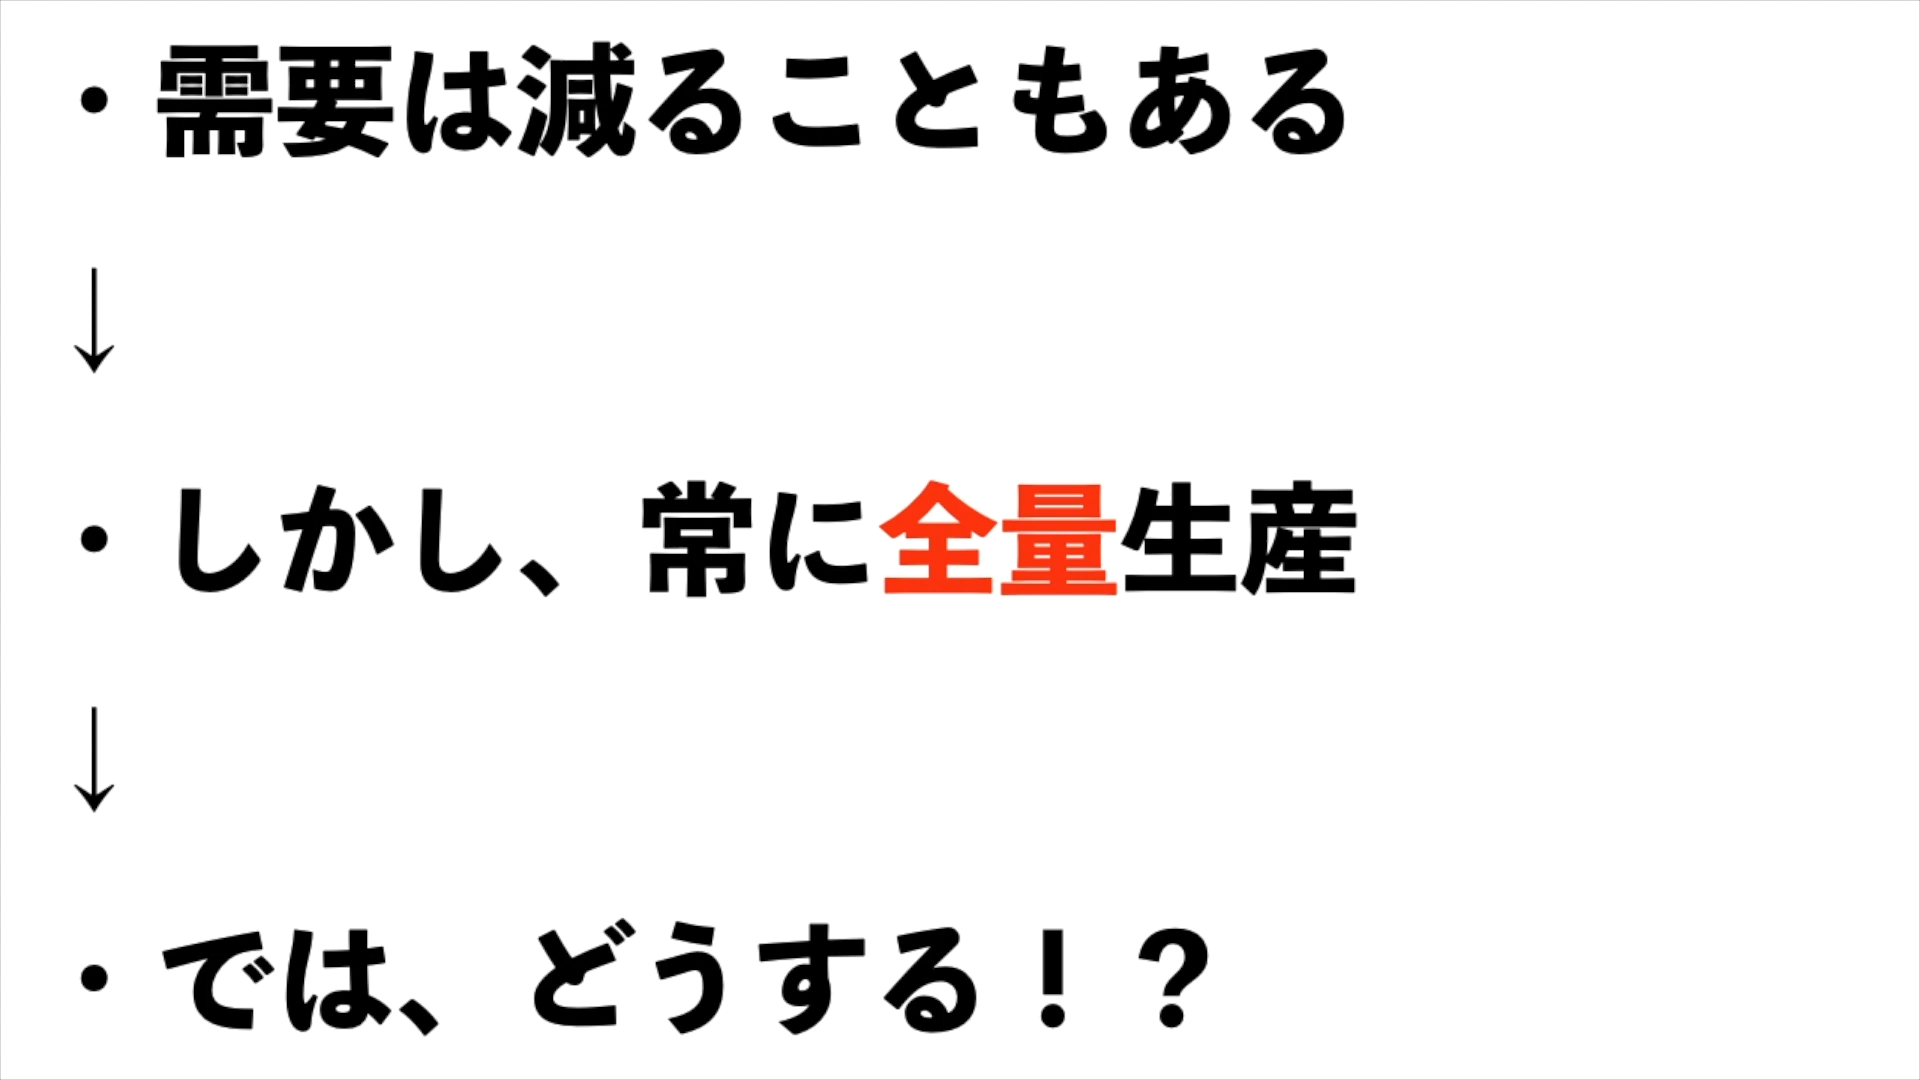 ・需要は減ることもある
↓
・しかし、常に全量生産
↓
・では、どうする！？